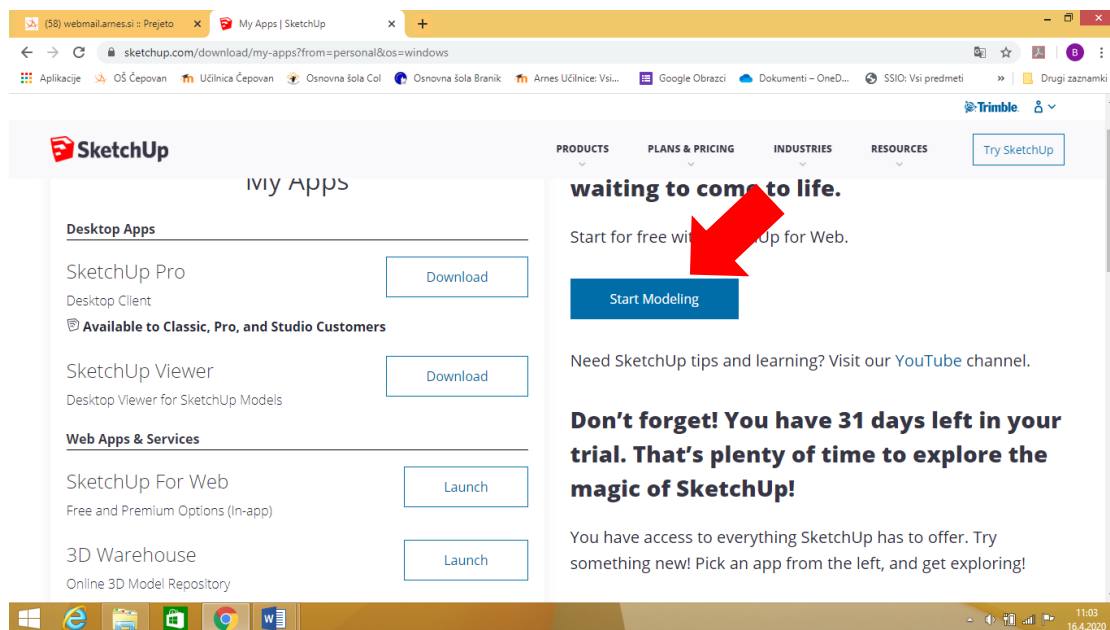 (58) webmail.arnes.si :: Prejeto
My Apps | SketchUp
sketchup.com/download/my-apps?from=personal&os=windows
B
Aplikacije
OŠ Čepovan
Učilnica Čepovan
Osnovna šola Col
Osnovna šola Branik
Arnes Učilnice: Vsi...
Google Obrazci
Dokumenti – OneD...
SSIO: Vsi predmeti
»
Drugi zaznamki
Trimble.
SketchUp
PRODUCTS
PLANS & PRICING
INDUSTRIES
RESOURCES
Try SketchUp
My Apps
Desktop Apps
SketchUp Pro
Download
Desktop Client
Available to Classic, Pro, and Studio Customers
SketchUp Viewer
Download
Desktop Viewer for SketchUp Models
Web Apps & Services
SketchUp For Web
Launch
Free and Premium Options (In-app)
3D Warehouse
Launch
Online 3D Model Repository
waiting to come to life.
Start for free Up for Web.
Start Modeling
Need SketchUp tips and learning? Visit our YouTube channel.
Don’t forget! You have 31 days left in your
trial. That’s plenty of time to explore the
magic of SketchUp!
You have access to everything SketchUp has to offer. Try
something new! Pick an app from the left, and get exploring!
11:03
16.4.2020